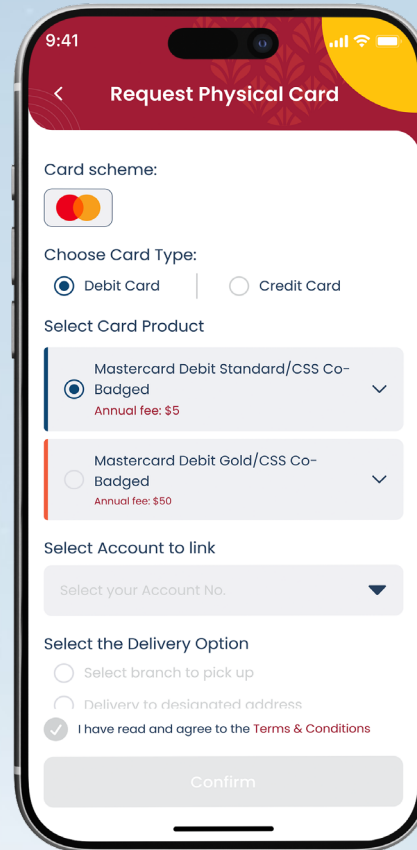 9:41
Request Physical Card
Card scheme:
Choose Card Type:
Debit Card
Credit Card
Select Card Product
Mastercard Debit Standard/CSS Co-
Badged
Annual fee: $5
Mastercard Debit Gold/CSS Co-
Badged
Annual fee: $50
Select Account to link
Select your Account No.
Select the Delivery Option
Select branch to pick up
Delivery to designated address
I have read and agree to the Terms & Conditions
Confirm